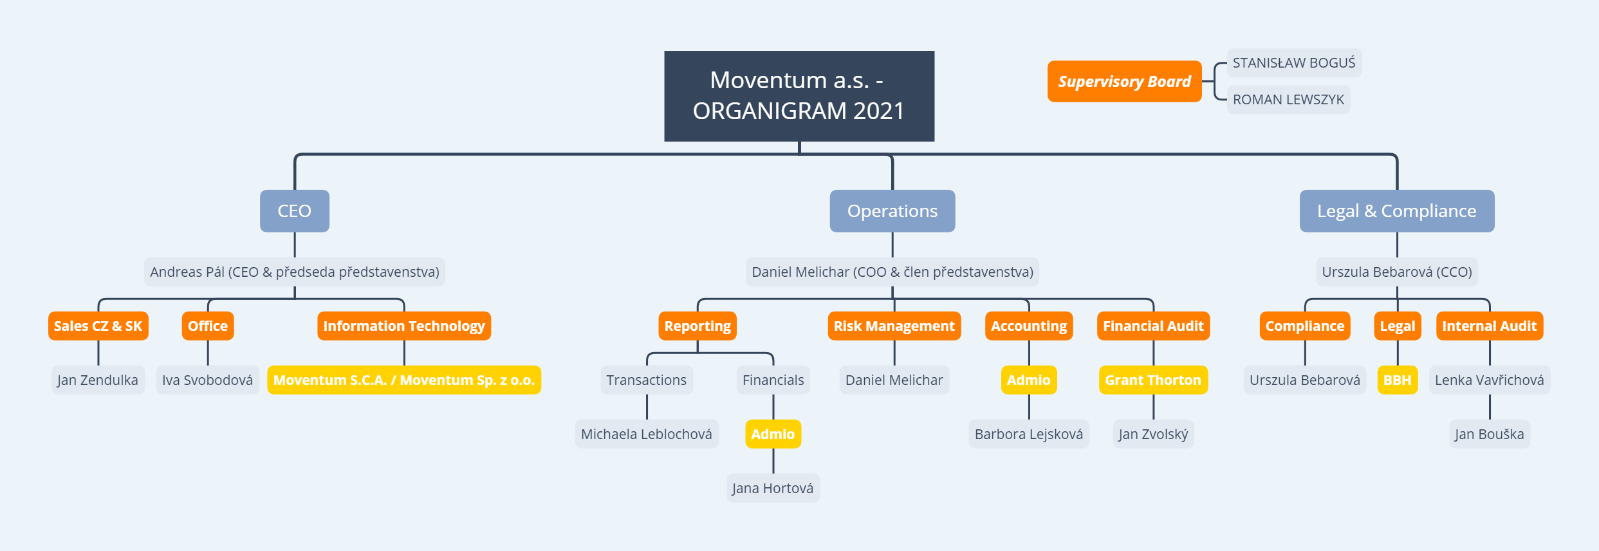 Moventum a.s. -
ORGANIGRAM 2021
Supervisory Board
STANISŁAW BOGUŚ
ROMAN LEWSZYK
CEO
Operations
Legal & Compliance
Andreas Pál (CEO & předseda představenstva)
Daniel Melichar (COO & člen představenstva)
Urszula Bebarová (CCO)
Sales CZ & SK
Office
Information Technology
Reporting
Risk Management
Accounting
Financial Audit
Compliance
Legal
Internal Audit
Jan Zendulka
Iva Svobodová
Moventum S.C.A. / Moventum Sp. z o.o.
Transactions
Financials
Daniel Melichar
Admio
Grant Thorton
Urszula Bebarová
BBH
Lenka Vavřichová
Michaela Leblochová
Admio
Barbora Lejsková
Jan Zvolský
Jan Bouška
Jana Hortová